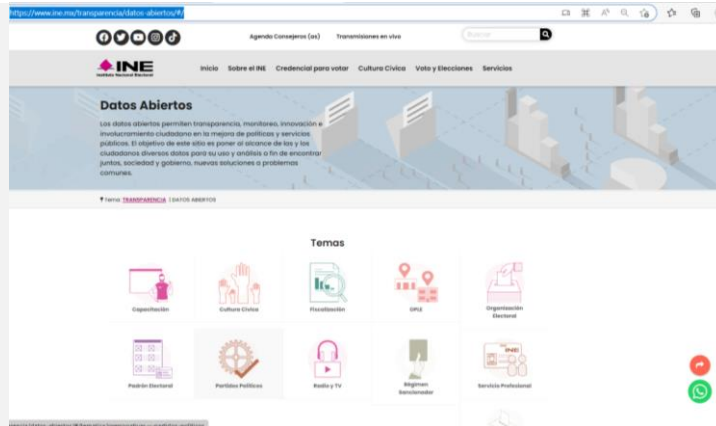 https://www.ine.mx/transparencia/datos-abiertos/#/
Agenda Consejeros (as) Transmisiones en vivo Buscar
INE
Instituto Nacional Electoral
Inicio Sobre el INE Credencial para votar Cultura Cívica Voto y Elecciones Servicios
Datos Abiertos
Los datos abiertos permiten transparencia, monitoreo, innovación e
involucramiento ciudadano en la mejora de políticas y servicios
públicos. El objetivo de este sitio es poner al alcance de las y los
ciudadanos diversos datos para su uso y análisis a fin de encontrar
juntos, sociedad y gobierno, nuevas soluciones a problemas
comunes.
Tema: TRANSPARENCIA | DATOS ABIERTOS
Temas
Capacitación Cultura Cívica Fiscalización OPLE Organización
Electoral
Padrón Electoral Partidos Políticos Radio y TV Régimen
Sancionador Servicio Profesional